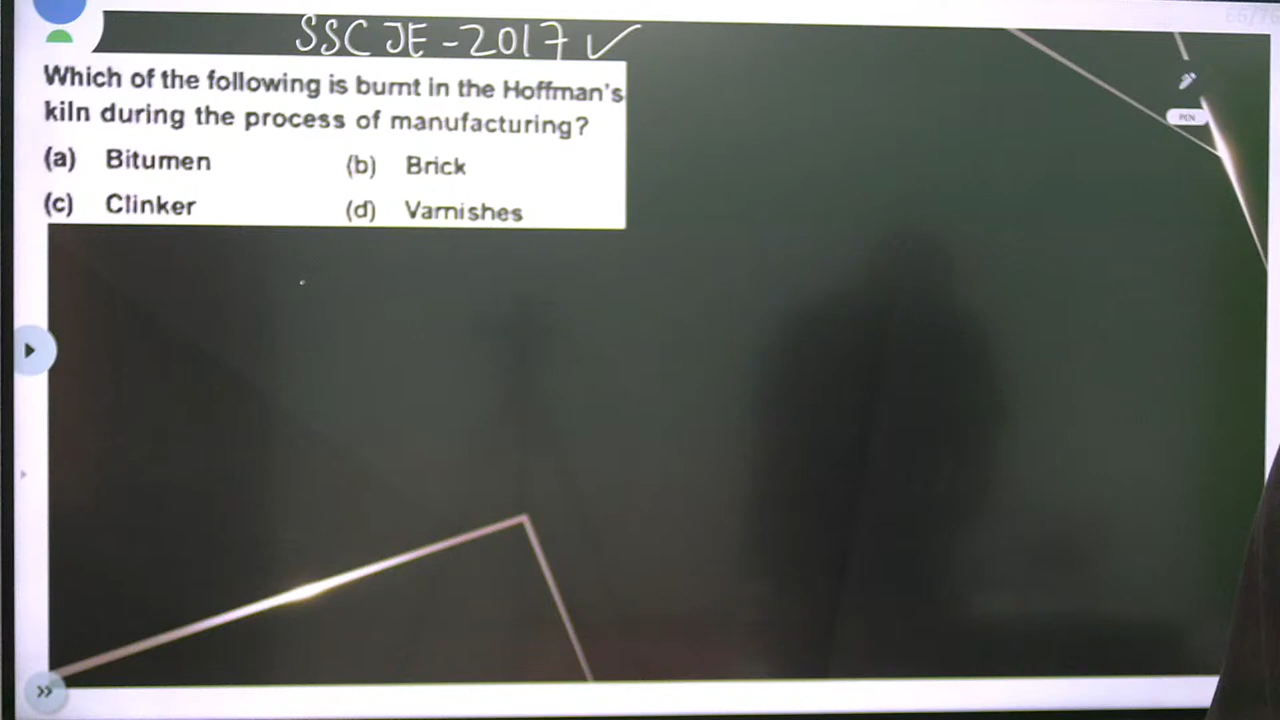 SSC JE - 2017 ✓
Which of the following is burnt in the Hoffman's
kiln during the process of manufacturing?
(a) Bitumen (b) Brick
(c) Clinker (d) Varnishes
PEN